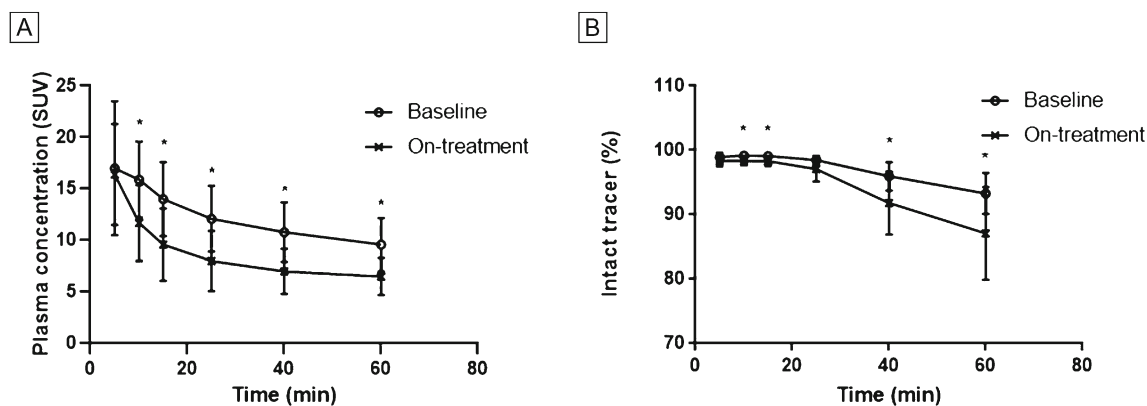 A
B
Plasma concentration (SUV)
25
20
15
10
5
0
0 20 40 60 80
Time (min)
Baseline
On-treatment
* * * * *
Intact tracer (%)
110
100
90
80
70
0 20 40 60 80
Time (min)
Baseline
On-treatment
* * * *